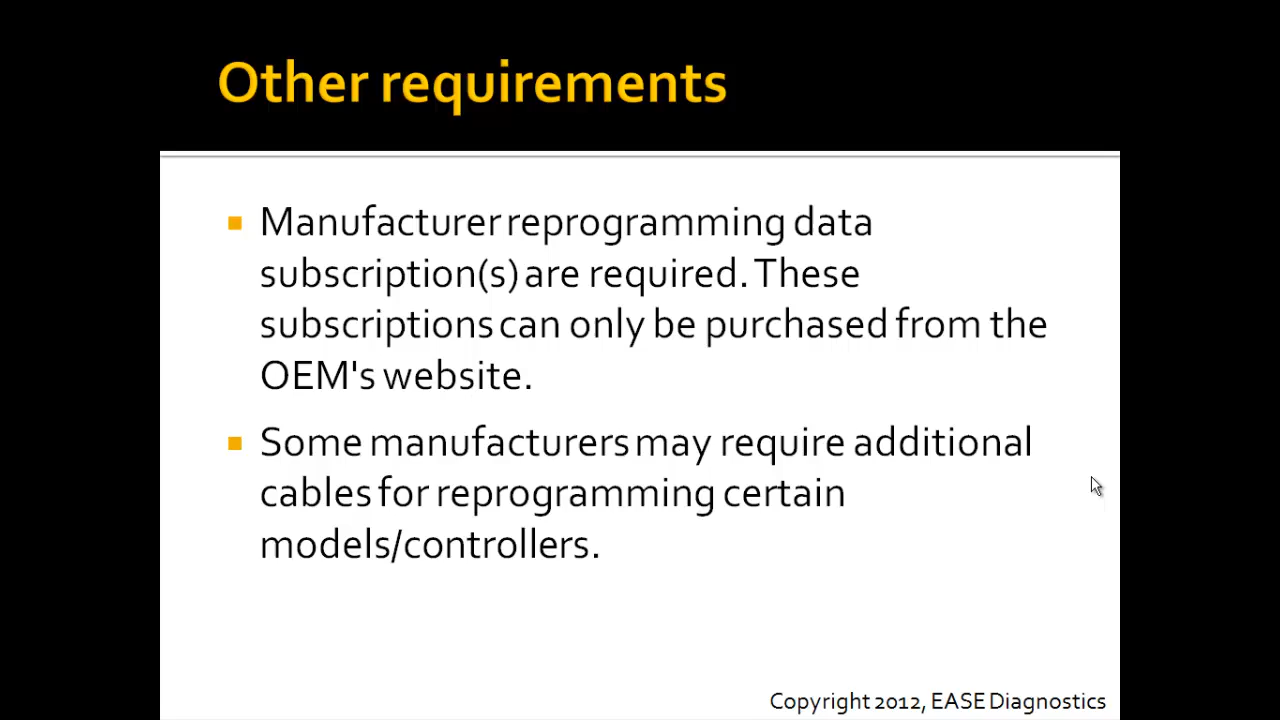 Other requirements
Manufacturer reprogramming data
subscription(s) are required. These
subscriptions can only be purchased from the
OEM's website.
Some manufacturers may require additional
cables for reprogramming certain
models/controllers.
Copyright 2012, EASE Diagnostics